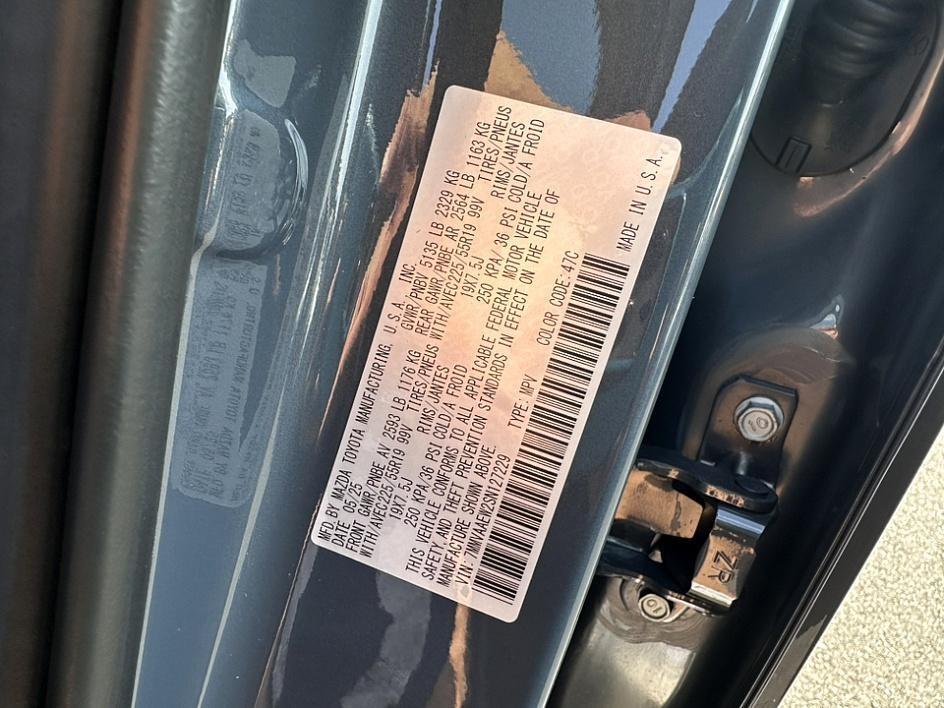 MFD BY MAZDA TOYOTA MANUFACTURING, U.S.A., INC.
DATE 05/25 GVWR/PNBV 5135 LB 2329 KG
FRONT GAWR/PNBE AV 2593 LB 1176 KG REAR GAWR/PNBE AR 2564 LB 1163 KG
WITH/AVEC225/55R19 99V TIRES/PNEUS WITH/AVEC225/55R19 99V TIRES/PNEUS
19X7.5J RIMS/JANTES 19X7.5J RIMS/JANTES
250 KPA/36 PSI COLD/A FROID 250 KPA/36 PSI COLD/A FROID
THIS VEHICLE CONFORMS TO ALL APPLICABLE FEDERAL MOTOR VEHICLE
SAFETY AND THEFT PREVENTION STANDARDS IN EFFECT ON THE DATE OF
MANUFACTURE SHOWN ABOVE.
VIN: 7MMVAAEW2SN127229 TYPE: MPV COLOR CODE: 47C
MADE IN U.S.A.
ZR